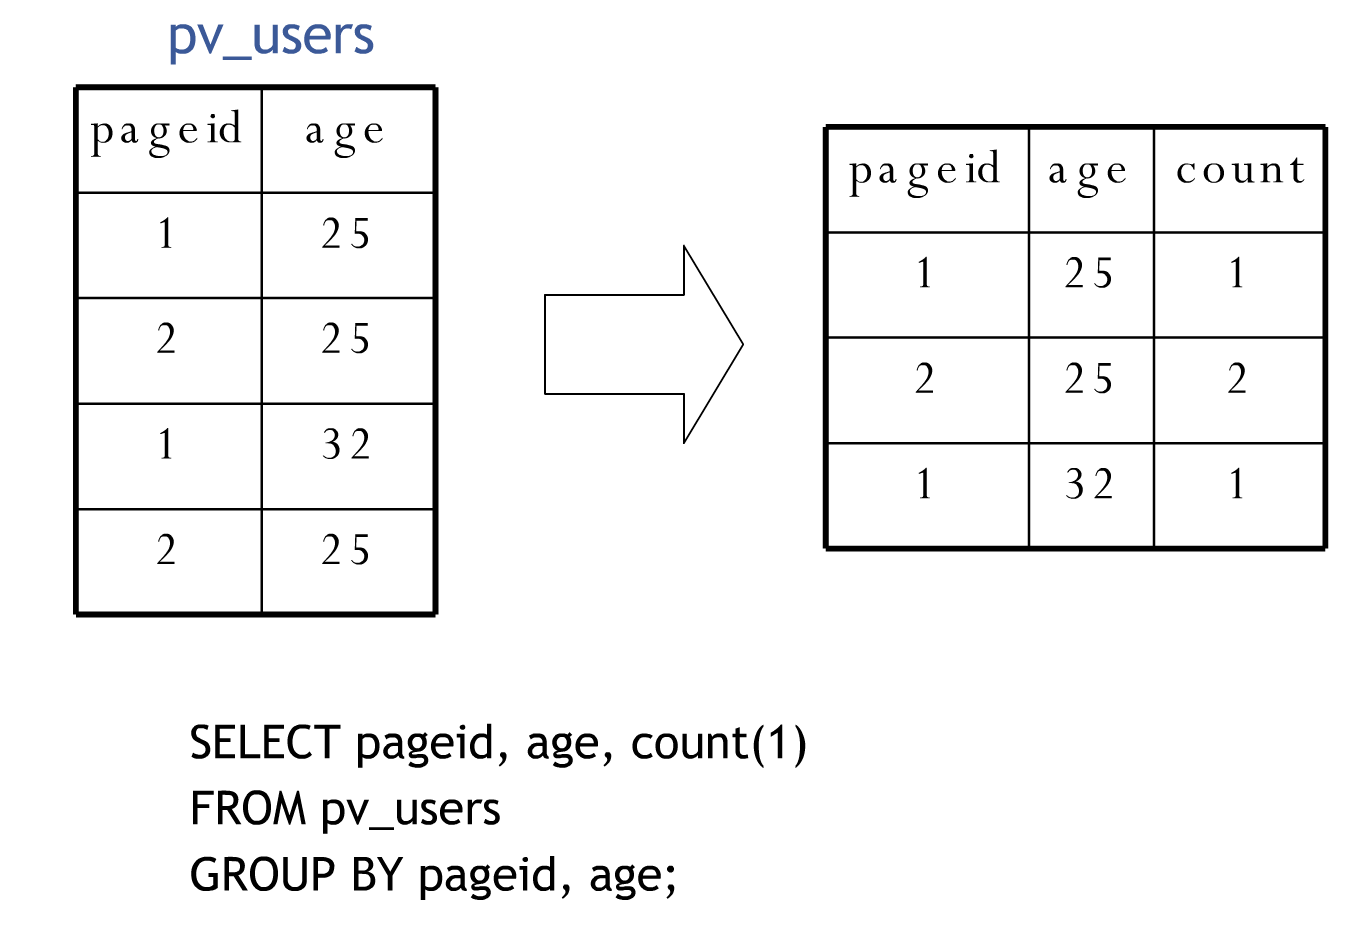 pv_users
pageid age
1 25
2 25
1 32
2 25
pageid age count
1 25 1
2 25 2
1 32 1
SELECT pageid, age, count(1)
FROM pv_users
GROUP BY pageid, age;